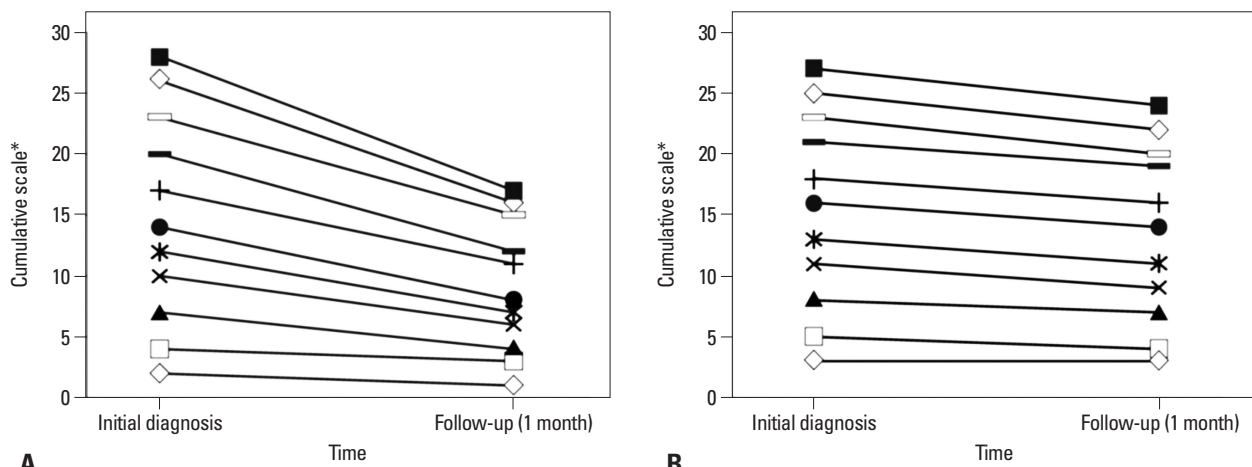 30
25
20
15
10
5
0
Cumulative scale*
Initial diagnosis
Follow-up (1 month)
Time
A
30
25
20
15
10
5
0
Cumulative scale*
Initial diagnosis
Follow-up (1 month)
Time
B